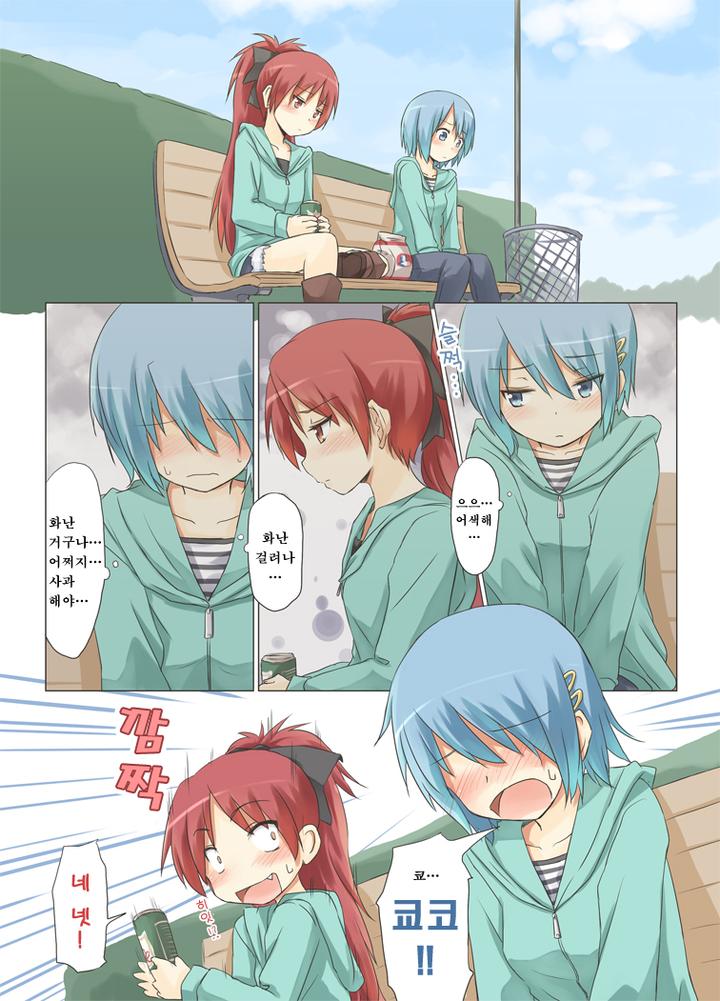 슬쩍…
으으…
어색해
…
화난
걸려나
…
화난
거구나…
어쩌지…
사과
해야…
쿄…
쿄코
!!
깜
짝
히익!?
네
넷!